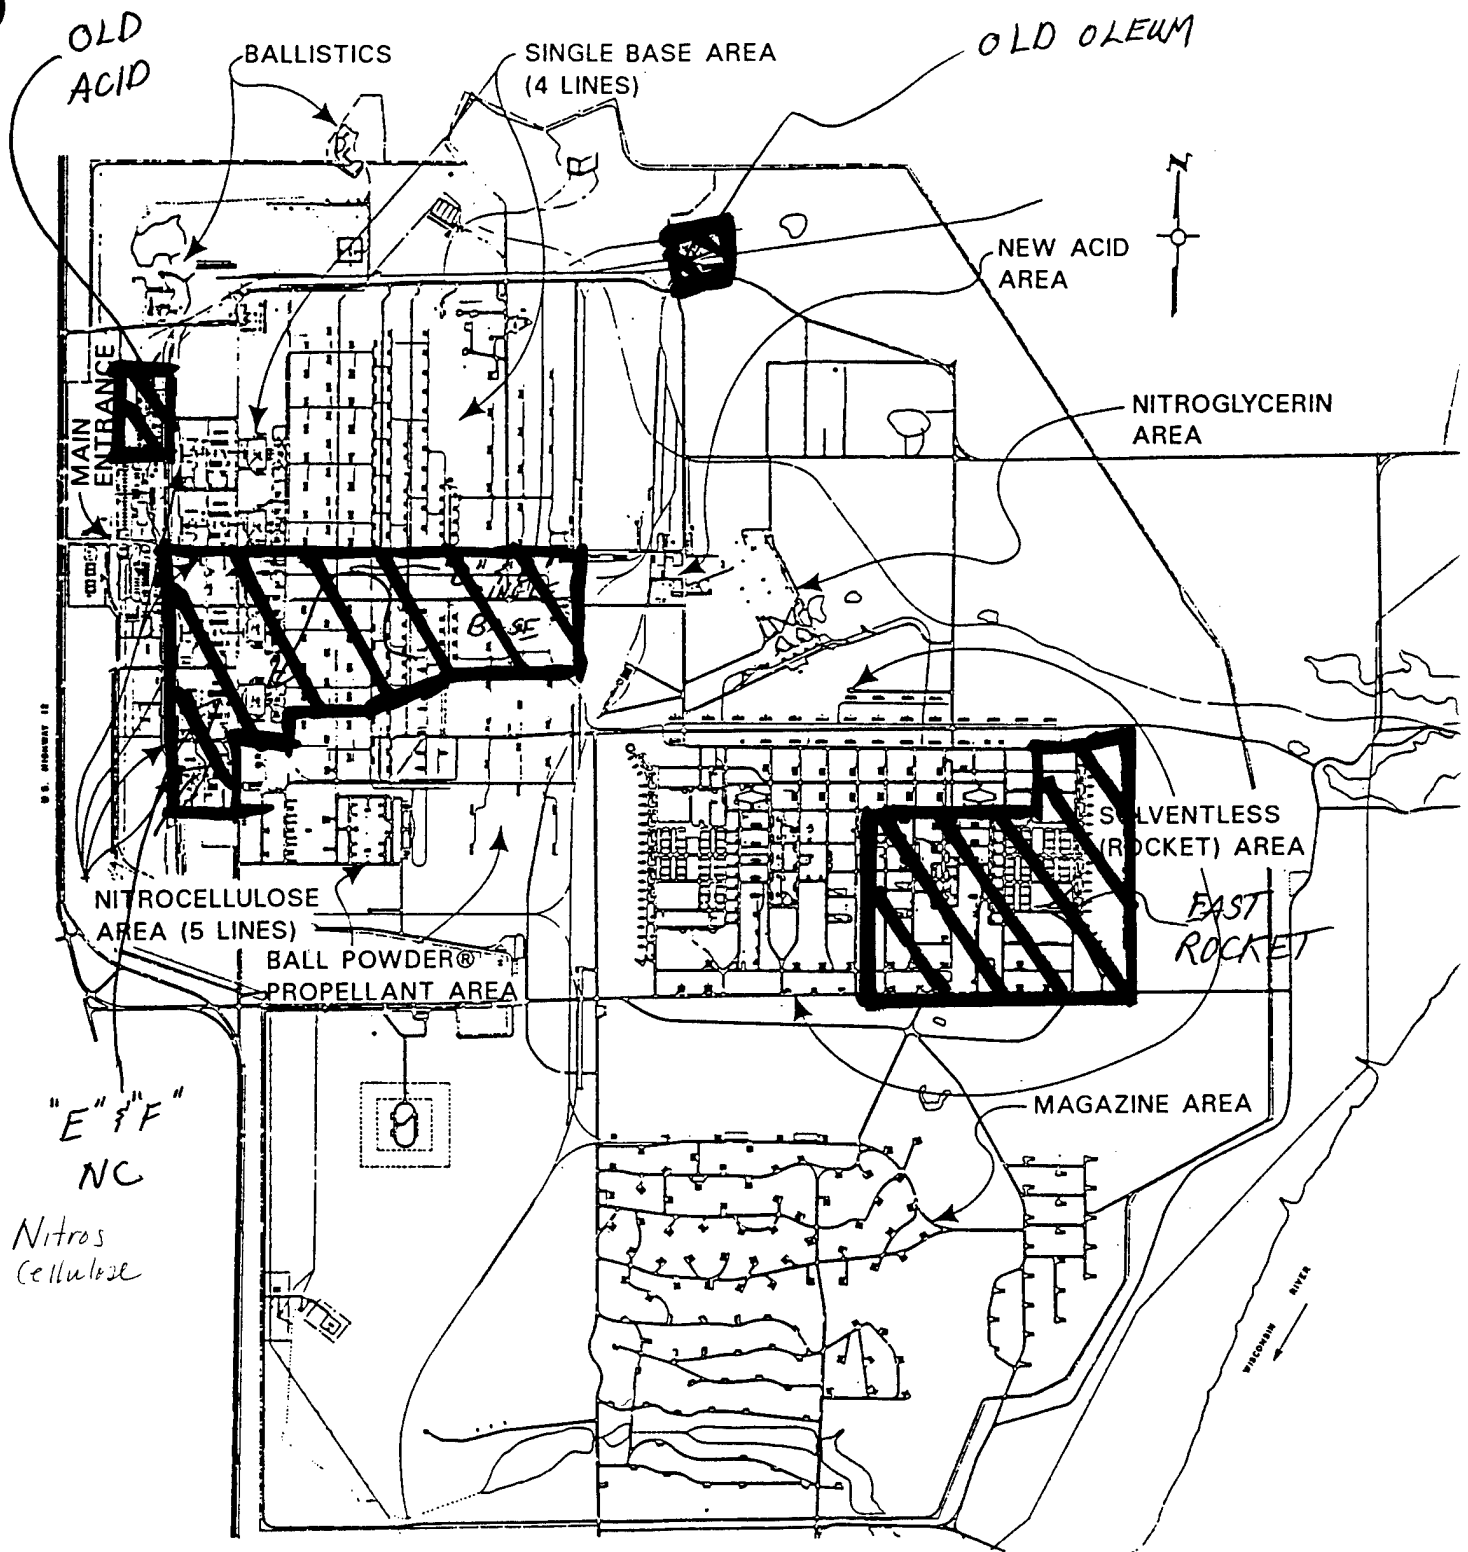 OLD
ACID
BALLISTICS
SINGLE BASE AREA
(4 LINES)
OLD OLEUM
N
NEW ACID
AREA
MAIN
ENTRANCE
NITROGLYCERIN
AREA
BASE
U.S. HIGHWAY 12
SOLVENTLESS
(ROCKET) AREA
NITROCELLULOSE
AREA (5 LINES)
EAST
ROCKET
BALL POWDER®
PROPELLANT AREA
"E" & "F"
NC
MAGAZINE AREA
Nitros
Cellulose
WISCONSIN RIVER